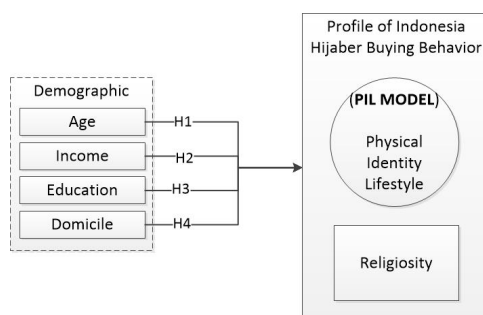 Profile of Indonesia
Hijaber Buying Behavior
Demographic
Age
H1
Income
H2
Education
H3
Domicile
H4
(PIL MODEL)
Physical
Identity
Lifestyle
Religiosity